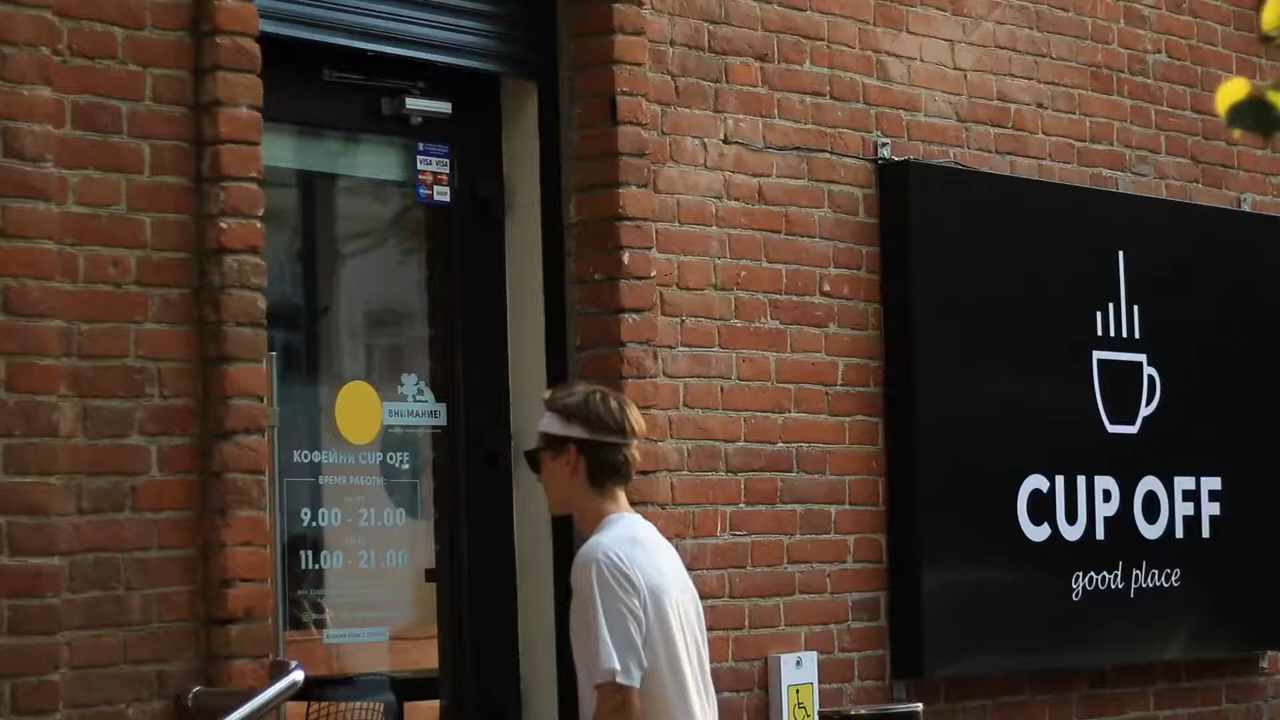 VISA VISA
ВНИМАНИЕ!
КОФЕЙНЯ CUP OFF
ВРЕМЯ РАБОТЫ:
9.00 - 21.00
11.00 - 21.00
CUP OFF
good place